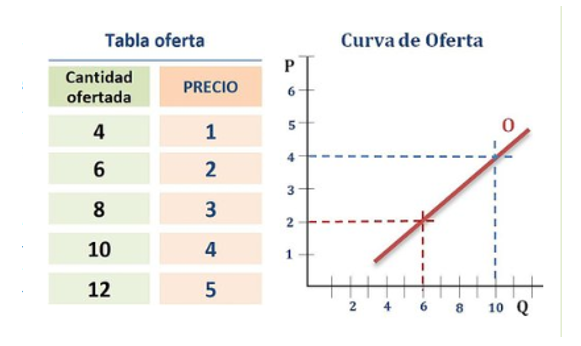 Tabla oferta
Cantidad
ofertada
PRECIO
4 1
6 2
8 3
10 4
12 5
Curva de Oferta
P
6
5
4
3
2
1
O
2 4 6 8 10 Q